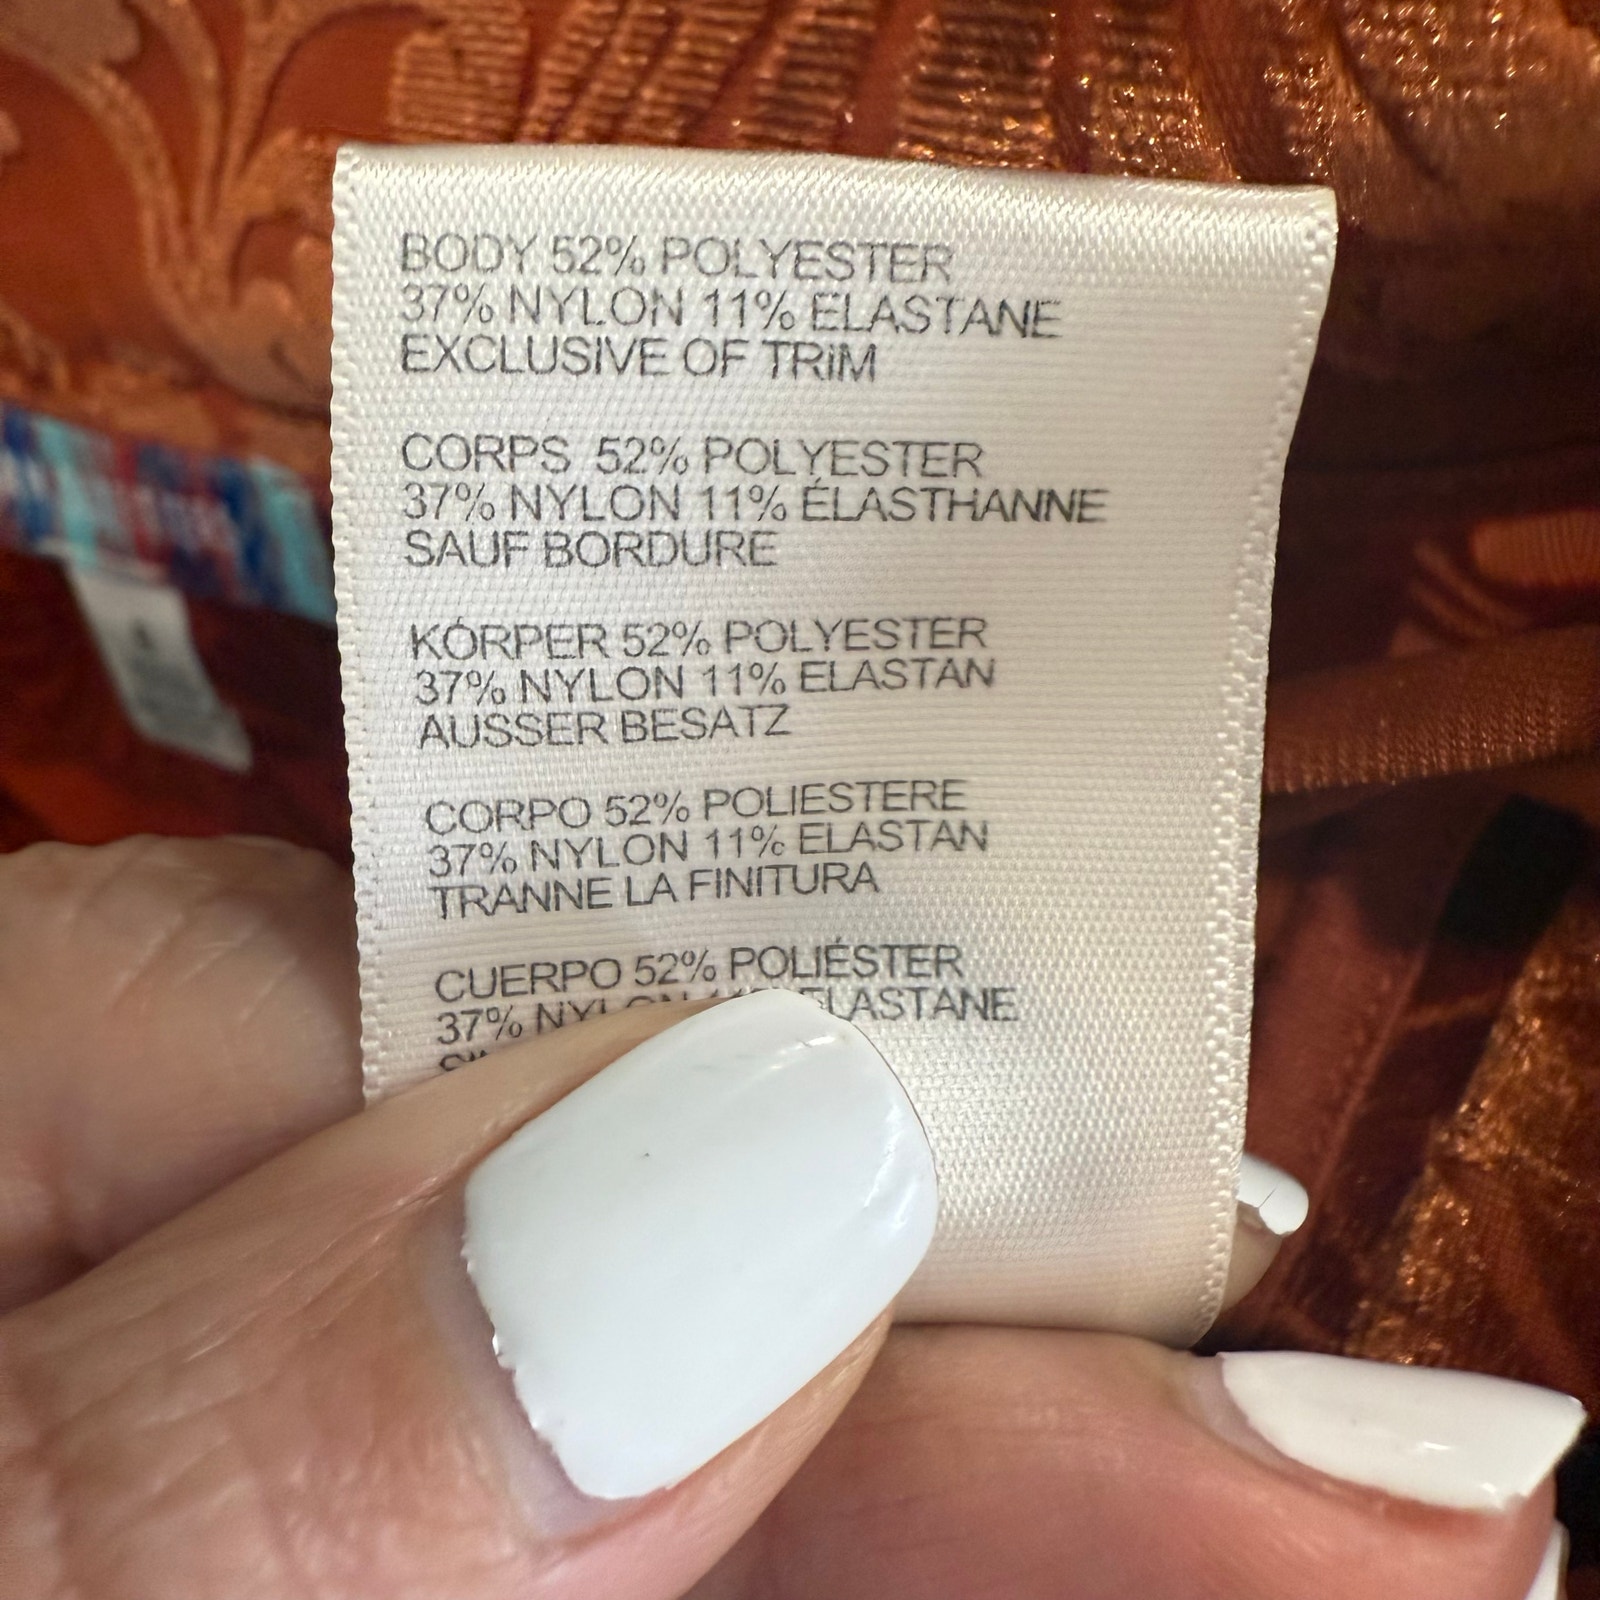 BODY 52% POLYESTER
37% NYLON 11% ELASTANE
EXCLUSIVE OF TRiM
CORPS 52% POLYESTER
37% NYLON 11% ÉLASTHANNE
SAUF BORDURE
KÓRPER 52% POLYESTER
37% NYLON 11% ELASTAN
AUSSER BESATZ
CORPO 52% POLIESTERE
37% NYLON 11% ELASTAN
TRANNE LA FINITURA
CUERPO 52% POLIÉSTER
37% NYLON ELASTANE